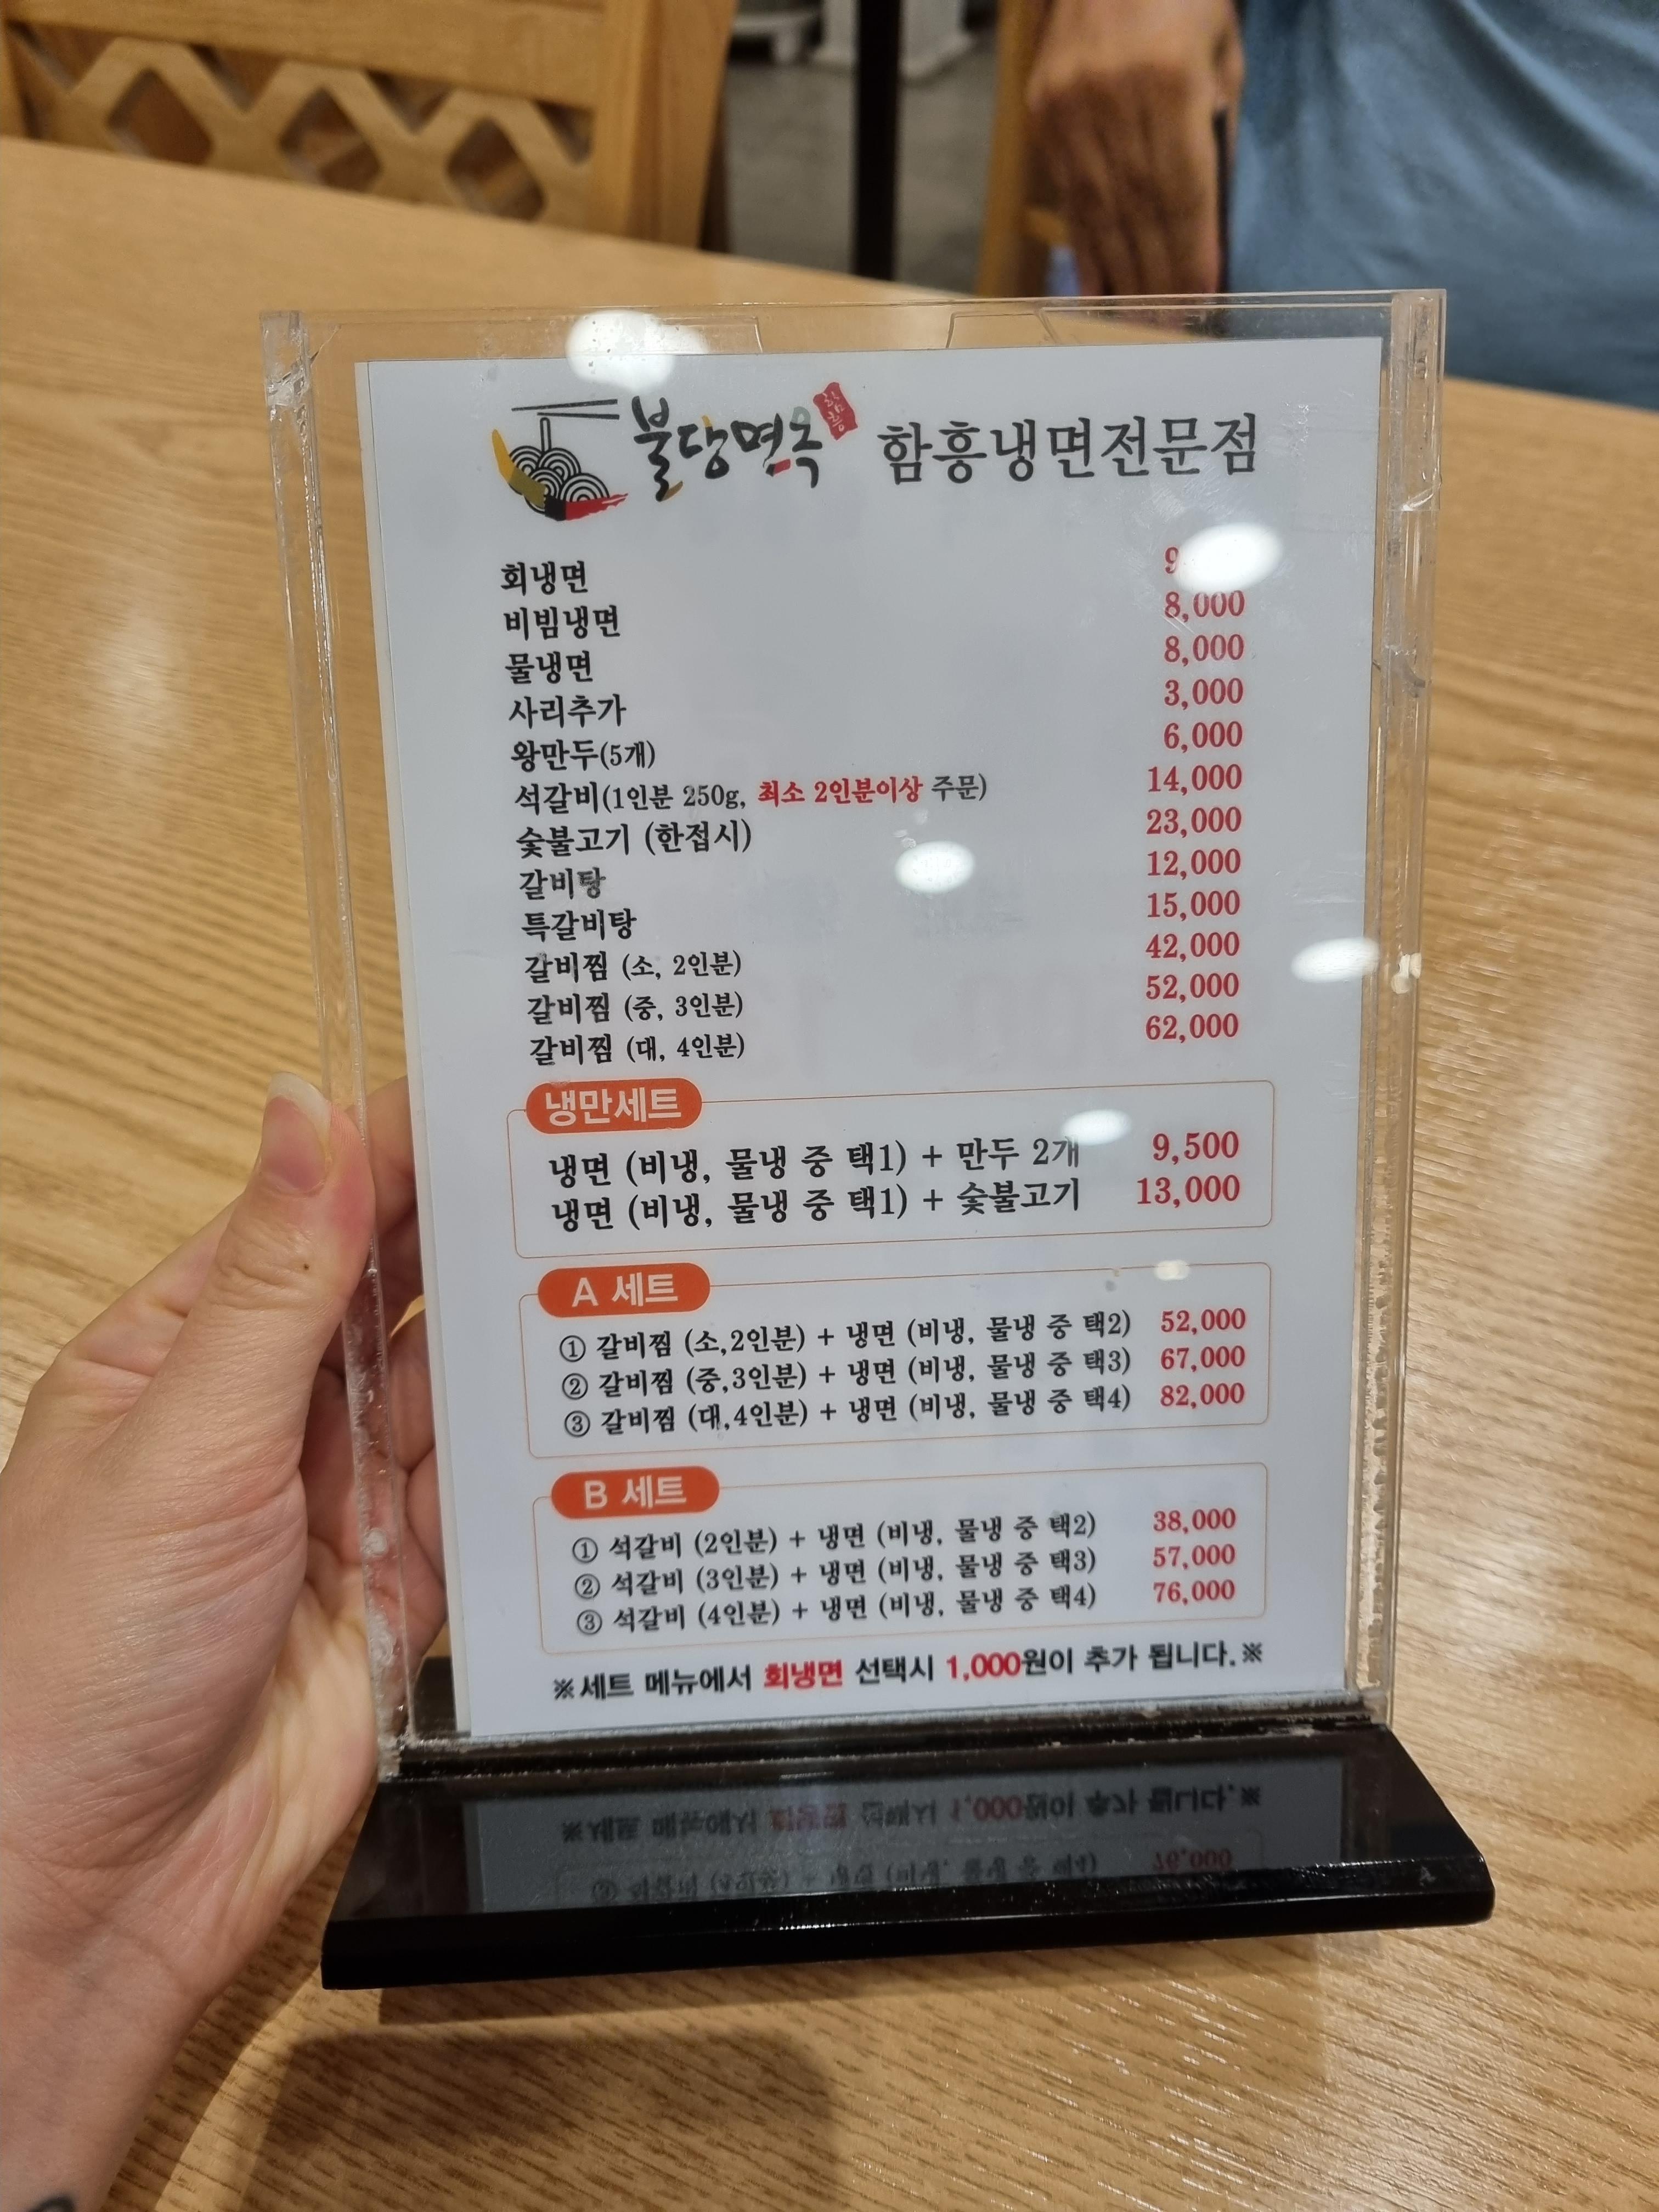 불당면옥 함흥냉면전문점
회냉면
비빔냉면 8,000
물냉면 8,000
사리추가 3,000
왕만두(5개) 6,000
석갈비(1인분 250g, 최소 2인분이상 주문) 14,000
숯불고기 (한접시) 23,000
갈비탕 12,000
특갈비탕 15,000
갈비찜 (소, 2인분) 42,000
갈비찜 (중, 3인분) 52,000
갈비찜 (대, 4인분) 62,000
냉만세트
냉면 (비냉, 물냉 중 택1) + 만두 2개 9,500
냉면 (비냉, 물냉 중 택1) + 숯불고기 13,000
A 세트
① 갈비찜 (소,2인분) + 냉면 (비냉, 물냉 중 택2) 52,000
② 갈비찜 (중,3인분) + 냉면 (비냉, 물냉 중 택3) 67,000
③ 갈비찜 (대,4인분) + 냉면 (비냉, 물냉 중 택4) 82,000
B 세트
① 석갈비 (2인분) + 냉면 (비냉, 물냉 중 택2) 38,000
② 석갈비 (3인분) + 냉면 (비냉, 물냉 중 택3) 57,000
③ 석갈비 (4인분) + 냉면 (비냉, 물냉 중 택4) 76,000
※세트 메뉴에서 회냉면 선택시 1,000원이 추가 됩니다.※